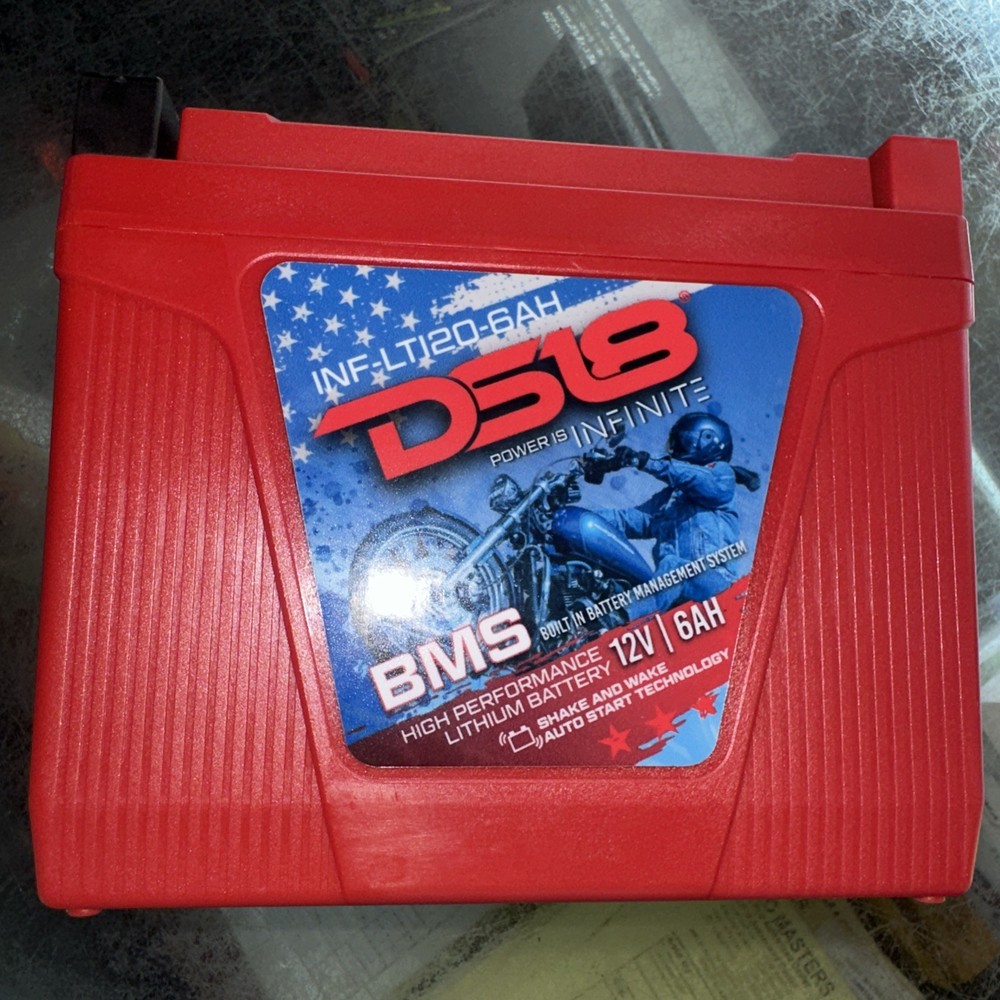 INF-LT120-6AH
DS18®
POWER IS INFINITE
BMS BUILT IN BATTERY MANAGEMENT SYSTEM
HIGH PERFORMANCE
LITHIUM BATTERY
12V | 6AH
SHAKE AND WAKE
AUTO START TECHNOLOGY
MASTERS